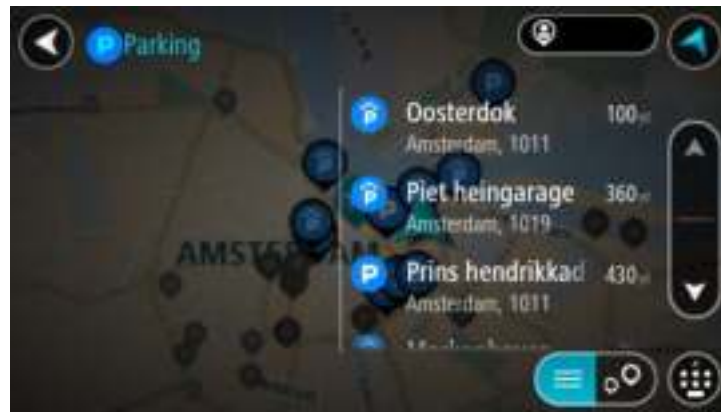 Parking
Oosterdok 100
Amsterdam, 1011
Piet heingarage 360
Amsterdam, 1019
Prins hendrikkad 430
Amsterdam, 1011
AMSTERDAM